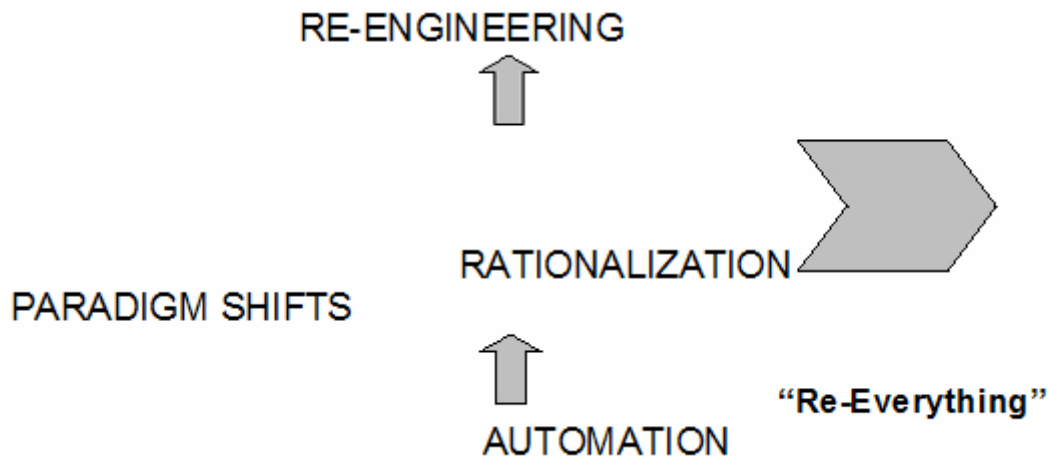 RE-ENGINEERING
RATIONALIZATION
PARADIGM SHIFTS
“Re-Everything”
AUTOMATION